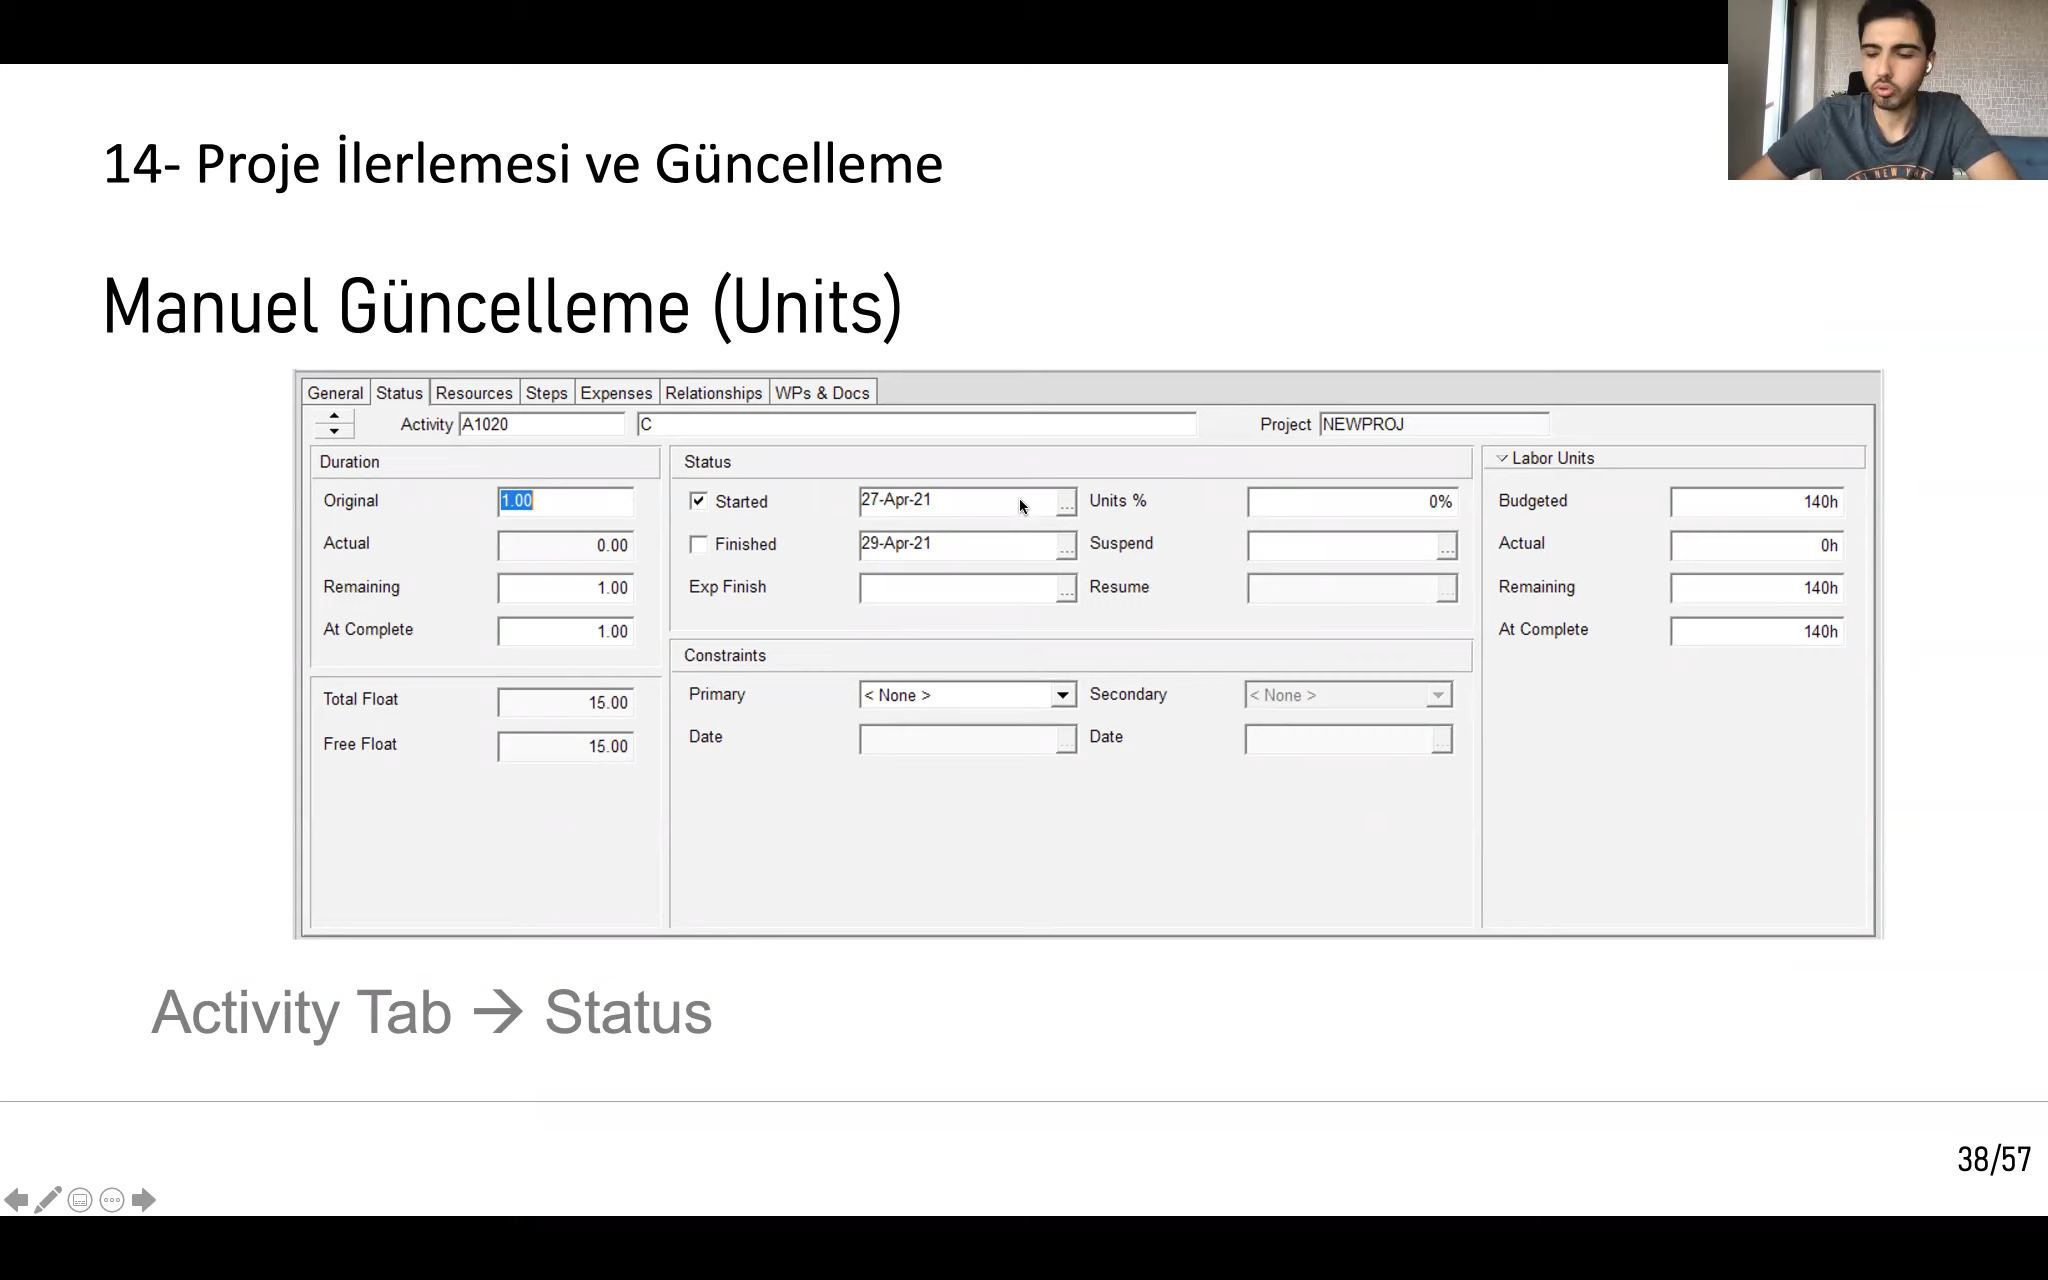 14- Proje İlerlemesi ve Güncelleme
Manuel Güncelleme (Units)
General Status Resources Steps Expenses Relationships WPs & Docs
Activity A1020 C Project NEWPROJ
Duration
Original 1.00
Actual 0.00
Remaining 1.00
At Complete 1.00
Total Float 15.00
Free Float 15.00
Status
Started 27-Apr-21 ... Units % 0%
Finished 29-Apr-21 ... Suspend ...
Exp Finish ... Resume ...
Constraints
Primary < None > Secondary < None >
Date ... Date ...
Labor Units
Budgeted 140h
Actual 0h
Remaining 140h
At Complete 140h
Activity Tab → Status
38/57